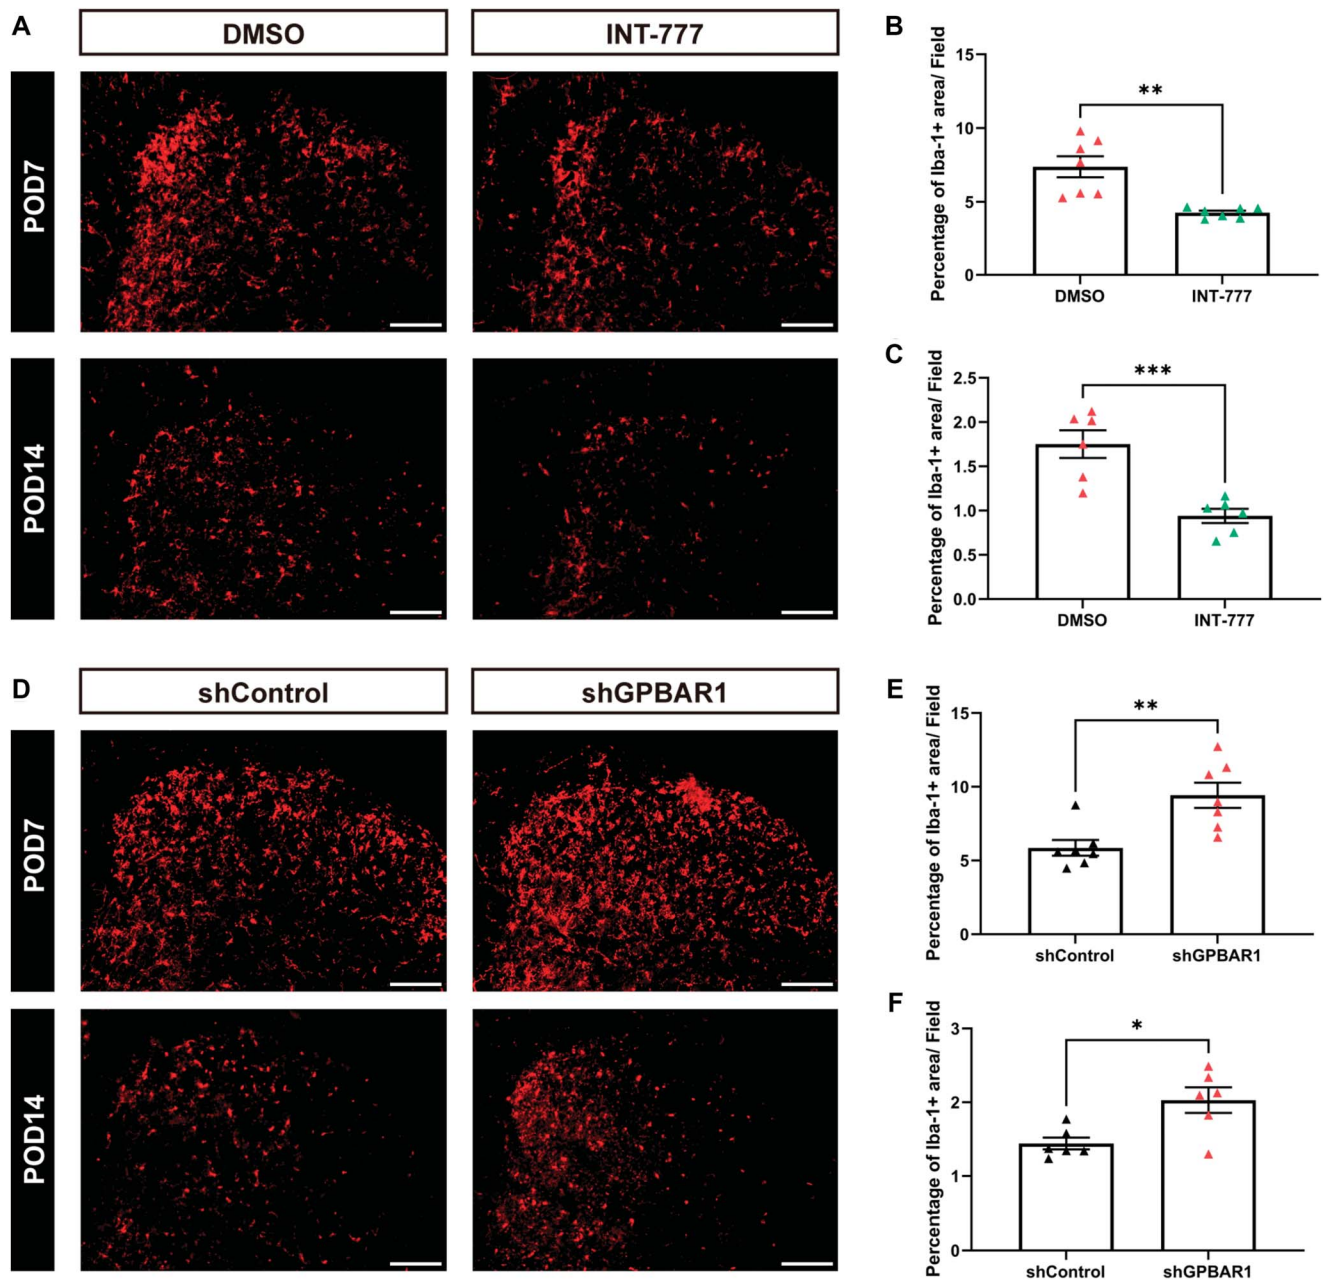 A
DMSO
INT-777
POD7
POD14
B
Percentage of Iba-1+ area/ Field
15
10
5
0
**
DMSO
INT-777
C
Percentage of Iba-1+ area/ Field
2.5
2.0
1.5
1.0
0.5
0.0
***
DMSO
INT-777
D
shControl
shGPBAR1
POD7
POD14
E
Percentage of Iba-1+ area/ Field
15
10
5
0
**
shControl
shGPBAR1
F
Percentage of Iba-1+ area/ Field
3
2
1
0
*
shControl
shGPBAR1